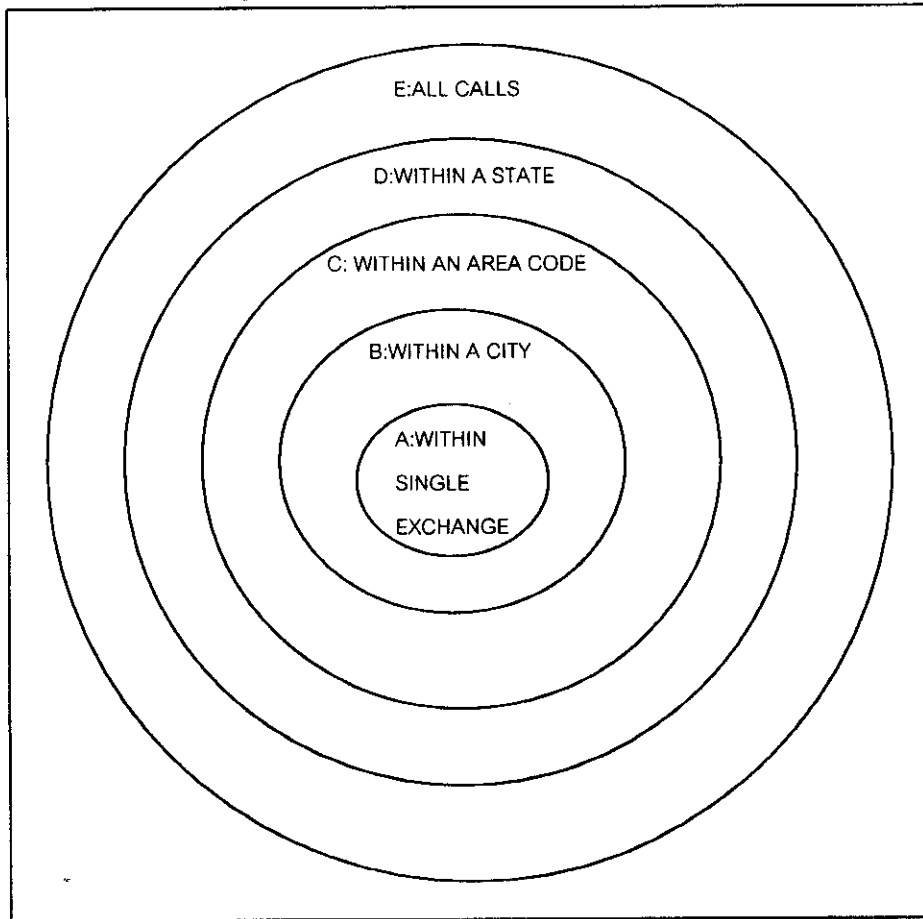 E:ALL CALLS
D:WITHIN A STATE
C: WITHIN AN AREA CODE
B:WITHIN A CITY
A:WITHIN
SINGLE
EXCHANGE